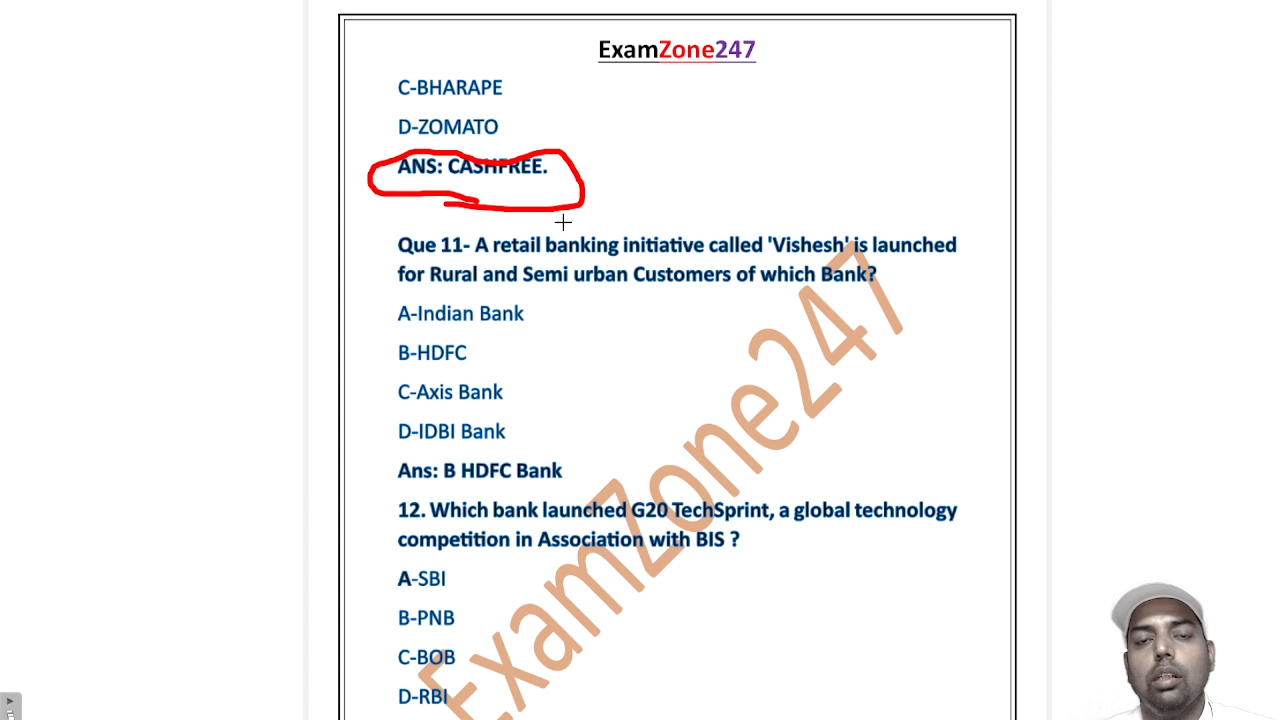 ExamZone247
C-BHARAPE
D-ZOMATO
ANS: CASHFREE.
Que 11- A retail banking initiative called 'Vishesh' is launched
for Rural and Semi urban Customers of which Bank?
A-Indian Bank
B-HDFC
C-Axis Bank
D-IDBI Bank
Ans: B HDFC Bank
12. Which bank launched G20 TechSprint, a global technology
competition in Association with BIS ?
A-SBI
B-PNB
C-BOB
D-RBI
ExamZone247